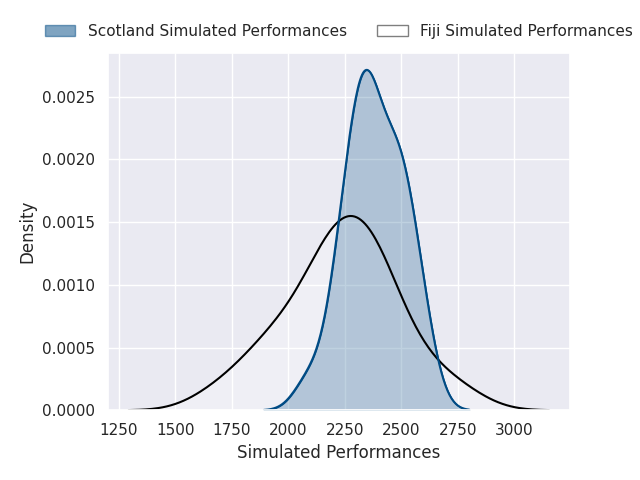 Scotland Simulated Performances
Fiji Simulated Performances
Density
0.0025
0.0020
0.0015
0.0010
0.0005
0.0000
1250 1500 1750 2000 2250 2500 2750 3000
Simulated Performances